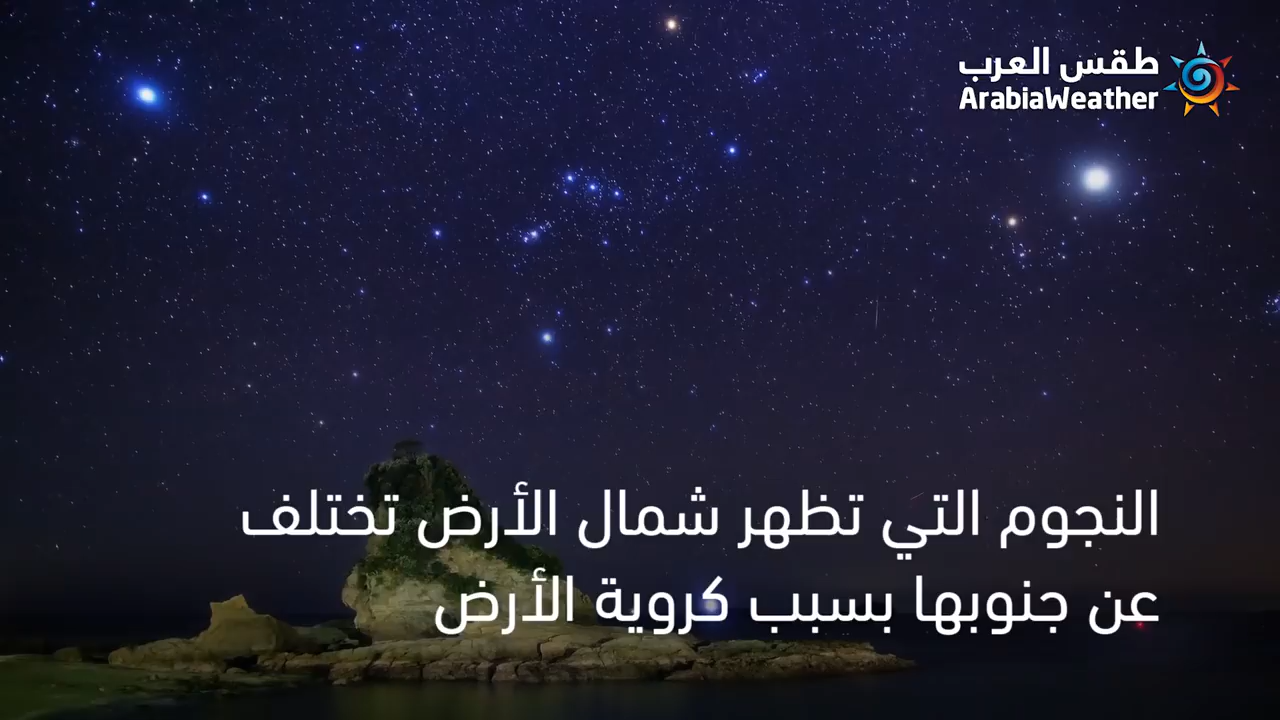 طقس العرب
ArabiaWeather
النجوم التي تظهر شمال الأرض تختلف
عن جنوبها بسبب كروية الأرض